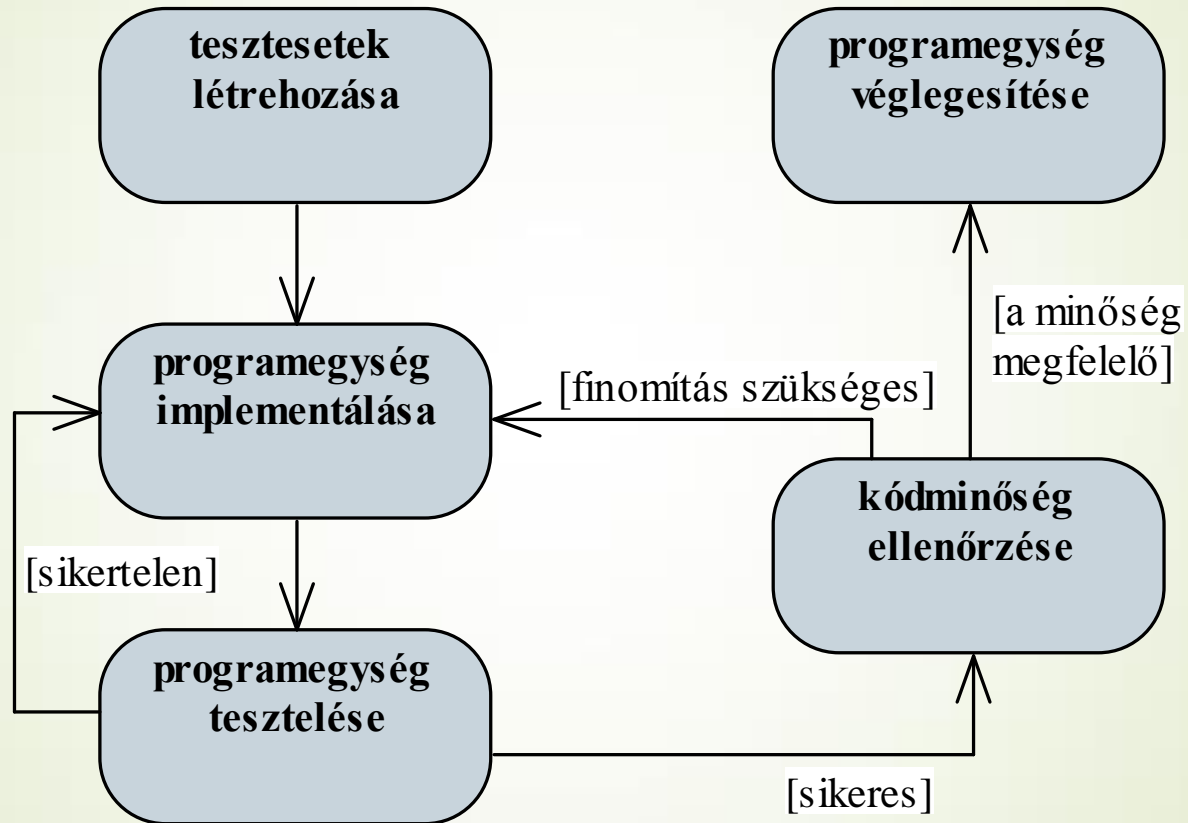 tesztesetek
létrehozása
programegység
véglegesítése
[a minőség
megfelelő]
programegység
implementálása
[finomítás szükséges]
kódminőség
ellenőrzése
[sikertelen]
programegység
tesztelése
[sikeres]